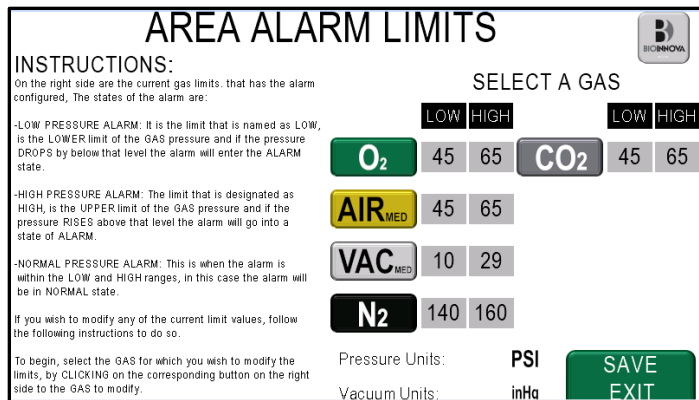 AREA ALARM LIMITS
BIOINNOVA
INSTRUCTIONS:
On the right side are the current gas limits. that has the alarm
configured, The states of the alarm are:
-LOW PRESSURE ALARM: It is the limit that is named as LOW,
is the LOWER limit of the GAS pressure and if the pressure
DROPS by below that level the alarm will enter the ALARM
state.
-HIGH PRESSURE ALARM: The limit that is designated as
HIGH, is the UPPER limit of the GAS pressure and if the
pressure RISES above that level the alarm will go into a
state of ALARM.
-NORMAL PRESSURE ALARM: This is when the alarm is
within the LOW and HIGH ranges, in this case the alarm will
be in NORMAL state.
If you wish to modify any of the current limit values, follow
the following instructions to do so.
To begin, select the GAS for which you wish to modify the
limits, by CLICKING on the corresponding button on the right
side to the GAS to modify.
SELECT A GAS
LOW HIGH LOW HIGH
O2 45 65 CO2 45 65
AIR MED 45 65
VAC MED 10 29
N2 140 160
Pressure Units: PSI
Vacuum Units: inHg
SAVE
EXIT